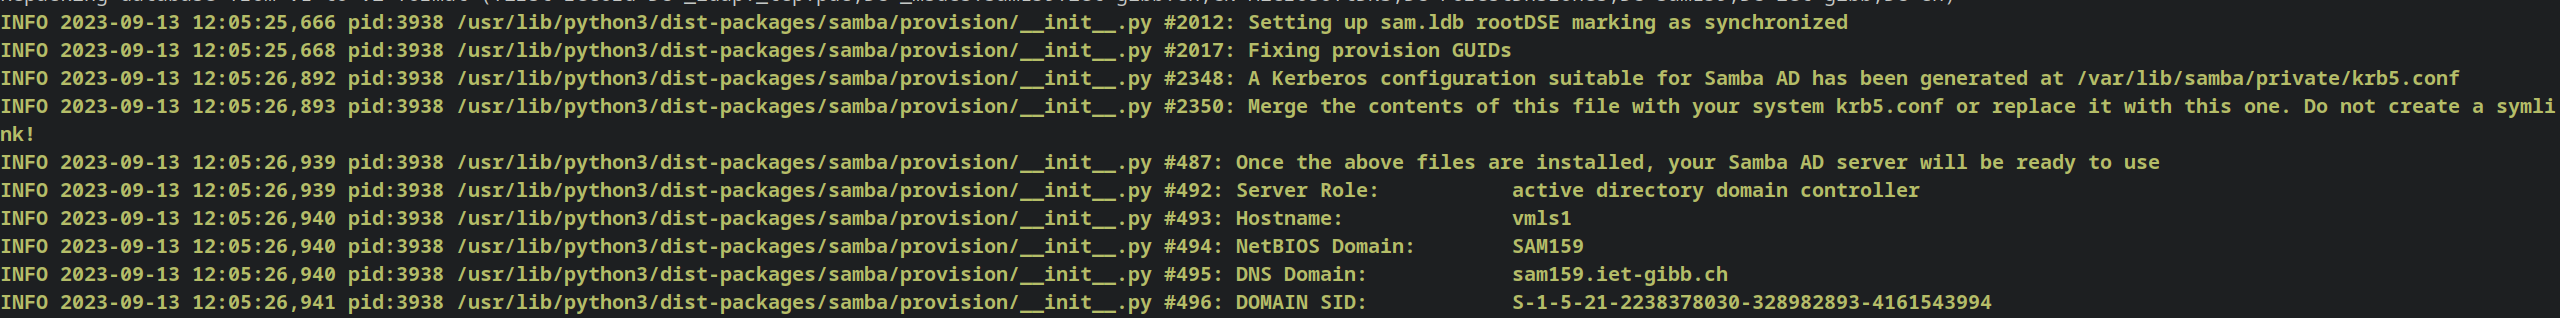 INFO 2023-09-13 12:05:25,666 pid:3938 /usr/lib/python3/dist-packages/samba/provision/__init__.py #2012: Setting up sam.ldb rootDSE marking as synchronized
INFO 2023-09-13 12:05:25,668 pid:3938 /usr/lib/python3/dist-packages/samba/provision/__init__.py #2017: Fixing provision GUIDs
INFO 2023-09-13 12:05:26,892 pid:3938 /usr/lib/python3/dist-packages/samba/provision/__init__.py #2348: A Kerberos configuration suitable for Samba AD has been generated at /var/lib/samba/private/krb5.conf
INFO 2023-09-13 12:05:26,893 pid:3938 /usr/lib/python3/dist-packages/samba/provision/__init__.py #2350: Merge the contents of this file with your system krb5.conf or replace it with this one. Do not create a symli
nk!
INFO 2023-09-13 12:05:26,939 pid:3938 /usr/lib/python3/dist-packages/samba/provision/__init__.py #487: Once the above files are installed, your Samba AD server will be ready to use
INFO 2023-09-13 12:05:26,939 pid:3938 /usr/lib/python3/dist-packages/samba/provision/__init__.py #492: Server Role:           active directory domain controller
INFO 2023-09-13 12:05:26,940 pid:3938 /usr/lib/python3/dist-packages/samba/provision/__init__.py #493: Hostname:              vmls1
INFO 2023-09-13 12:05:26,940 pid:3938 /usr/lib/python3/dist-packages/samba/provision/__init__.py #494: NetBIOS Domain:        SAM159
INFO 2023-09-13 12:05:26,940 pid:3938 /usr/lib/python3/dist-packages/samba/provision/__init__.py #495: DNS Domain:            sam159.iet-gibb.ch
INFO 2023-09-13 12:05:26,941 pid:3938 /usr/lib/python3/dist-packages/samba/provision/__init__.py #496: DOMAIN SID:            S-1-5-21-2238378030-328982893-4161543994